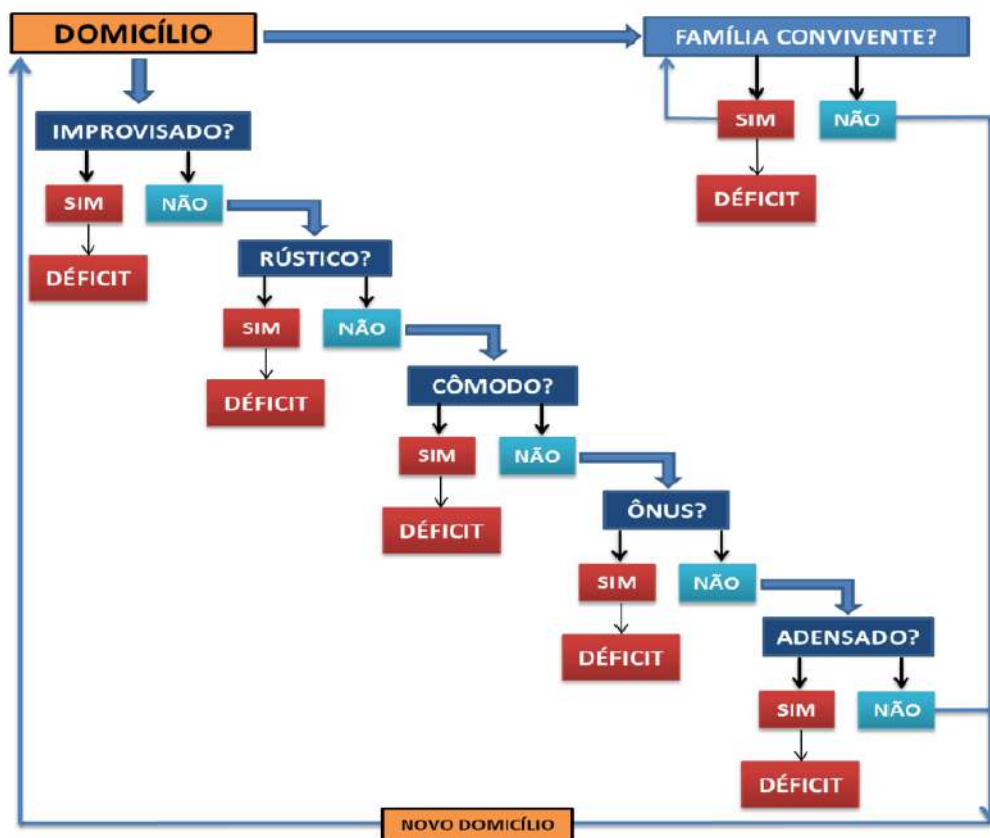 DOMICÍLIO
FAMÍLIA CONVIVENTE?
SIM
NÃO
DÉFICIT
IMPROVISADO?
SIM
NÃO
DÉFICIT
RÚSTICO?
SIM
NÃO
DÉFICIT
CÔMODO?
SIM
NÃO
DÉFICIT
ÔNUS?
SIM
NÃO
DÉFICIT
ADENSADO?
SIM
NÃO
DÉFICIT
NOVO DOMICÍLIO